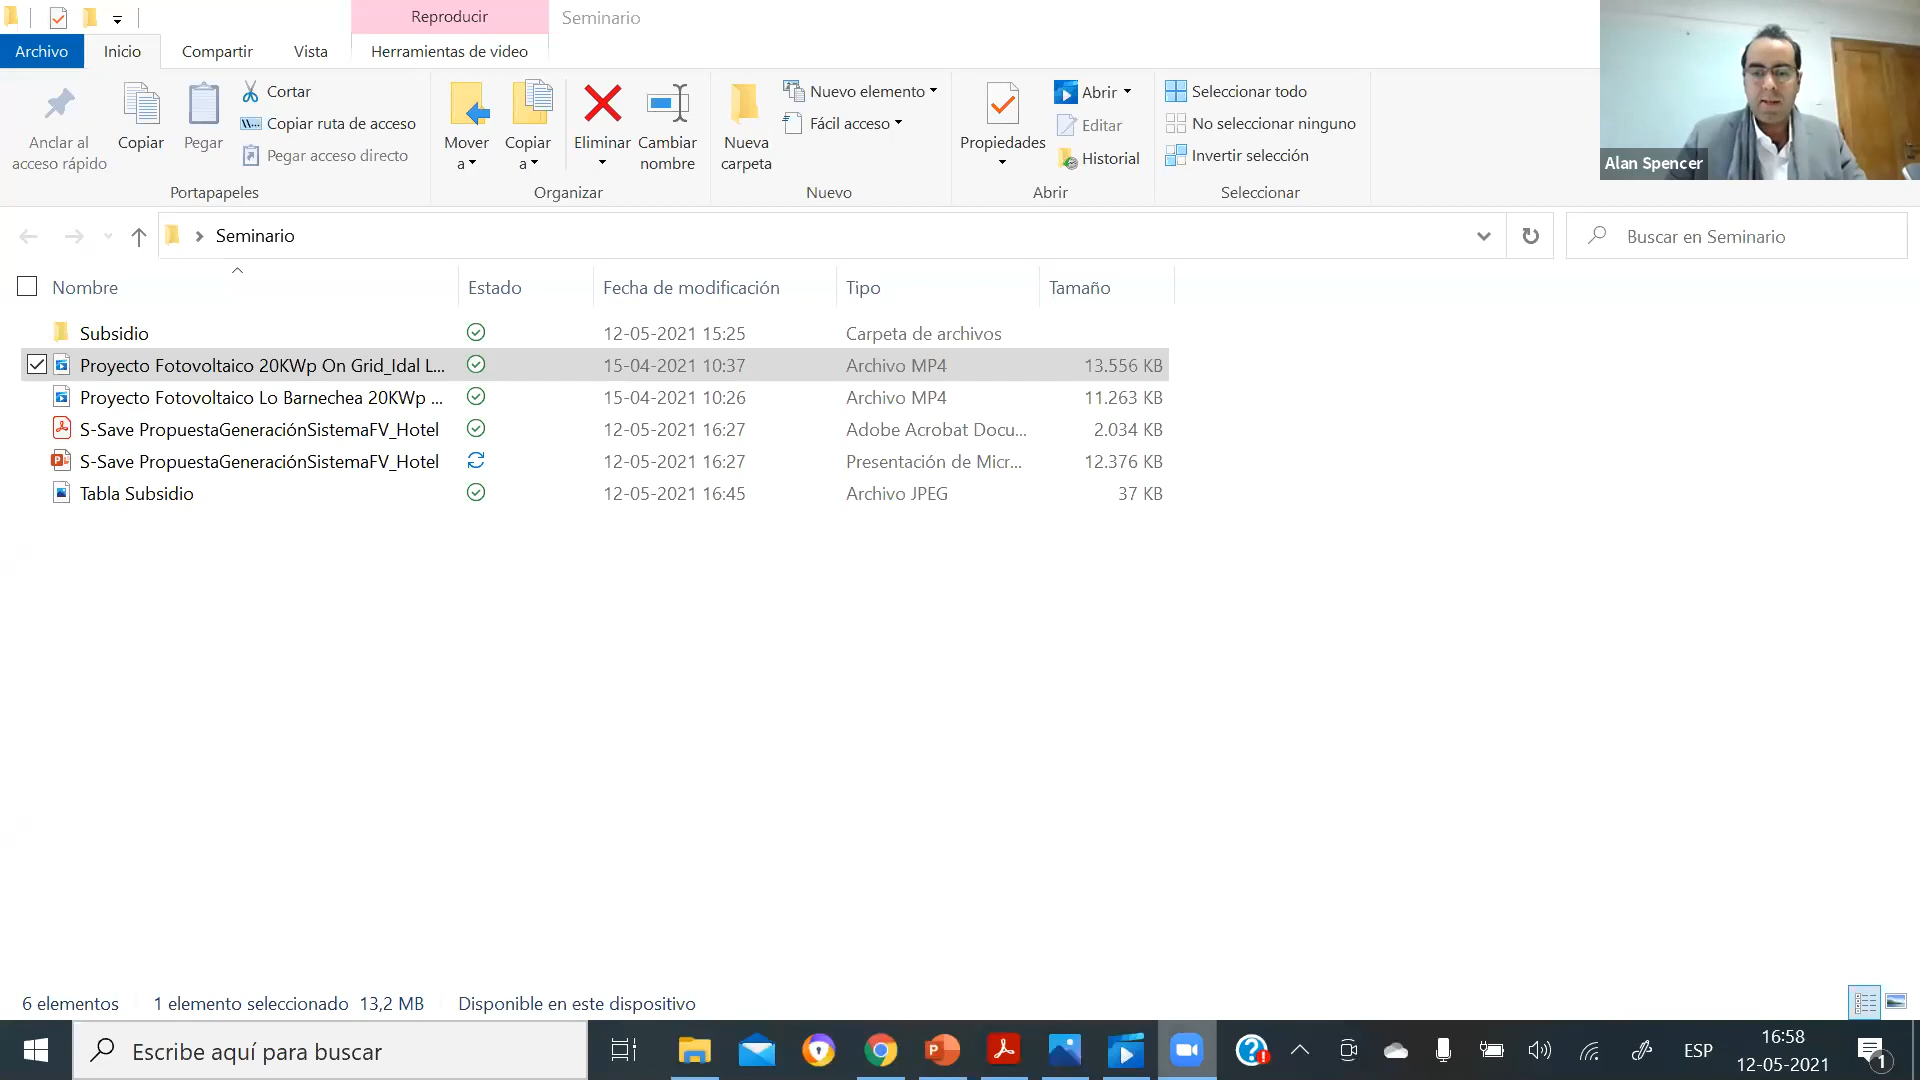 Reproducir
Seminario
Archivo
Inicio
Compartir
Vista
Herramientas de video
Anclar al
acceso rápido
Copiar
Pegar
Cortar
Copiar ruta de acceso
Pegar acceso directo
Portapapeles
Mover
a
Copiar
a
Eliminar
Cambiar
nombre
Organizar
Nueva
carpeta
Nuevo elemento
Fácil acceso
Nuevo
Propiedades
Abrir
Editar
Historial
Abrir
Seleccionar todo
No seleccionar ninguno
Invertir selección
Seleccionar
Alan Spencer
Seminario
Buscar en Seminario
Nombre Estado Fecha de modificación Tipo Tamaño
Subsidio 12-05-2021 15:25 Carpeta de archivos
Proyecto Fotovoltaico 20KWp On Grid_Idal L... 15-04-2021 10:37 Archivo MP4 13.556 KB
Proyecto Fotovoltaico Lo Barnechea 20KWp ... 15-04-2021 10:26 Archivo MP4 11.263 KB
S-Save PropuestaGeneraciónSistemaFV_Hotel 12-05-2021 16:27 Adobe Acrobat Docu... 2.034 KB
S-Save PropuestaGeneraciónSistemaFV_Hotel 12-05-2021 16:27 Presentación de Micr... 12.376 KB
Tabla Subsidio 12-05-2021 16:45 Archivo JPEG 37 KB
6 elementos 1 elemento seleccionado 13,2 MB Disponible en este dispositivo
Escribe aquí para buscar
ESP
16:58
12-05-2021
1